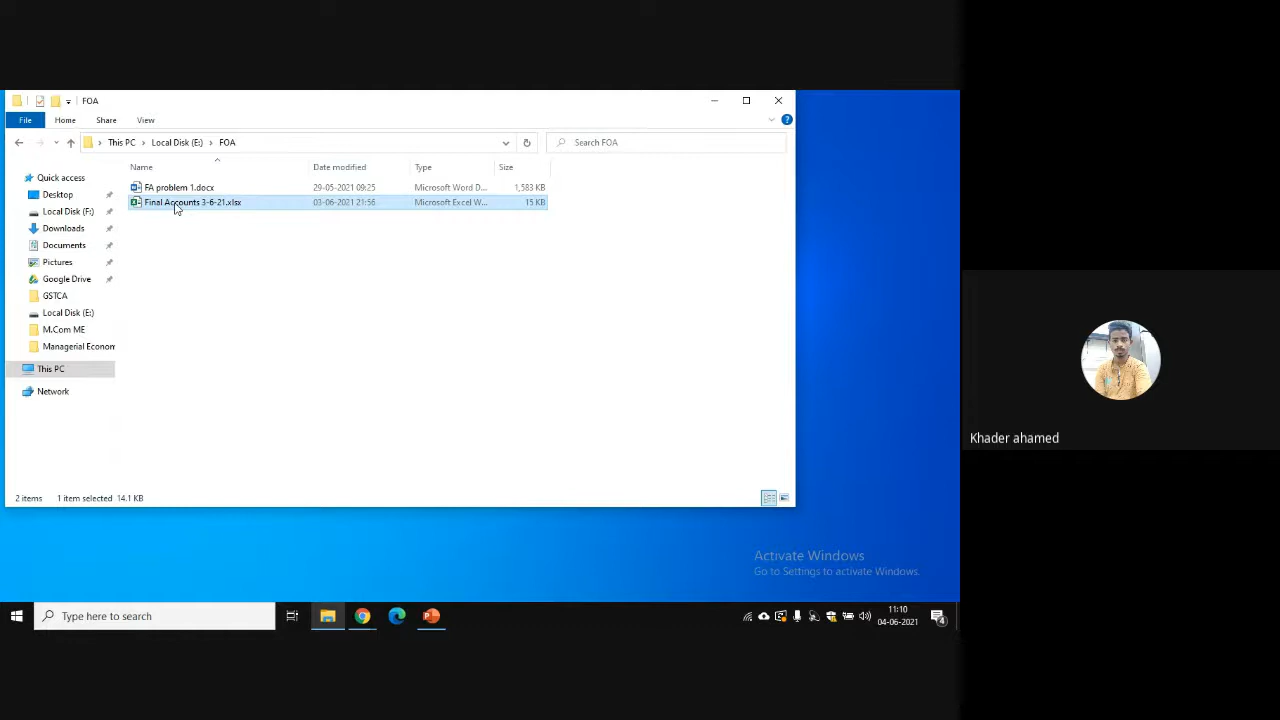 FOA
File Home Share View
This PC Local Disk (E:) FOA Search FOA
Name Date modified Type Size
Quick access
Desktop
Local Disk (F:)
Downloads
Documents
Pictures
Google Drive
GSTCA
Local Disk (E:)
M.Com ME
Managerial Econom
This PC
Network
FA problem 1.docx 29-05-2021 09:25 Microsoft Word D... 1,583 KB
Final Accounts 3-6-21.xlsx 03-06-2021 21:56 Microsoft Excel W... 15 KB
2 items 1 item selected 14.1 KB
Khader ahamed
Activate Windows
Go to Settings to activate Windows.
Type here to search
11:10
04-06-2021
4